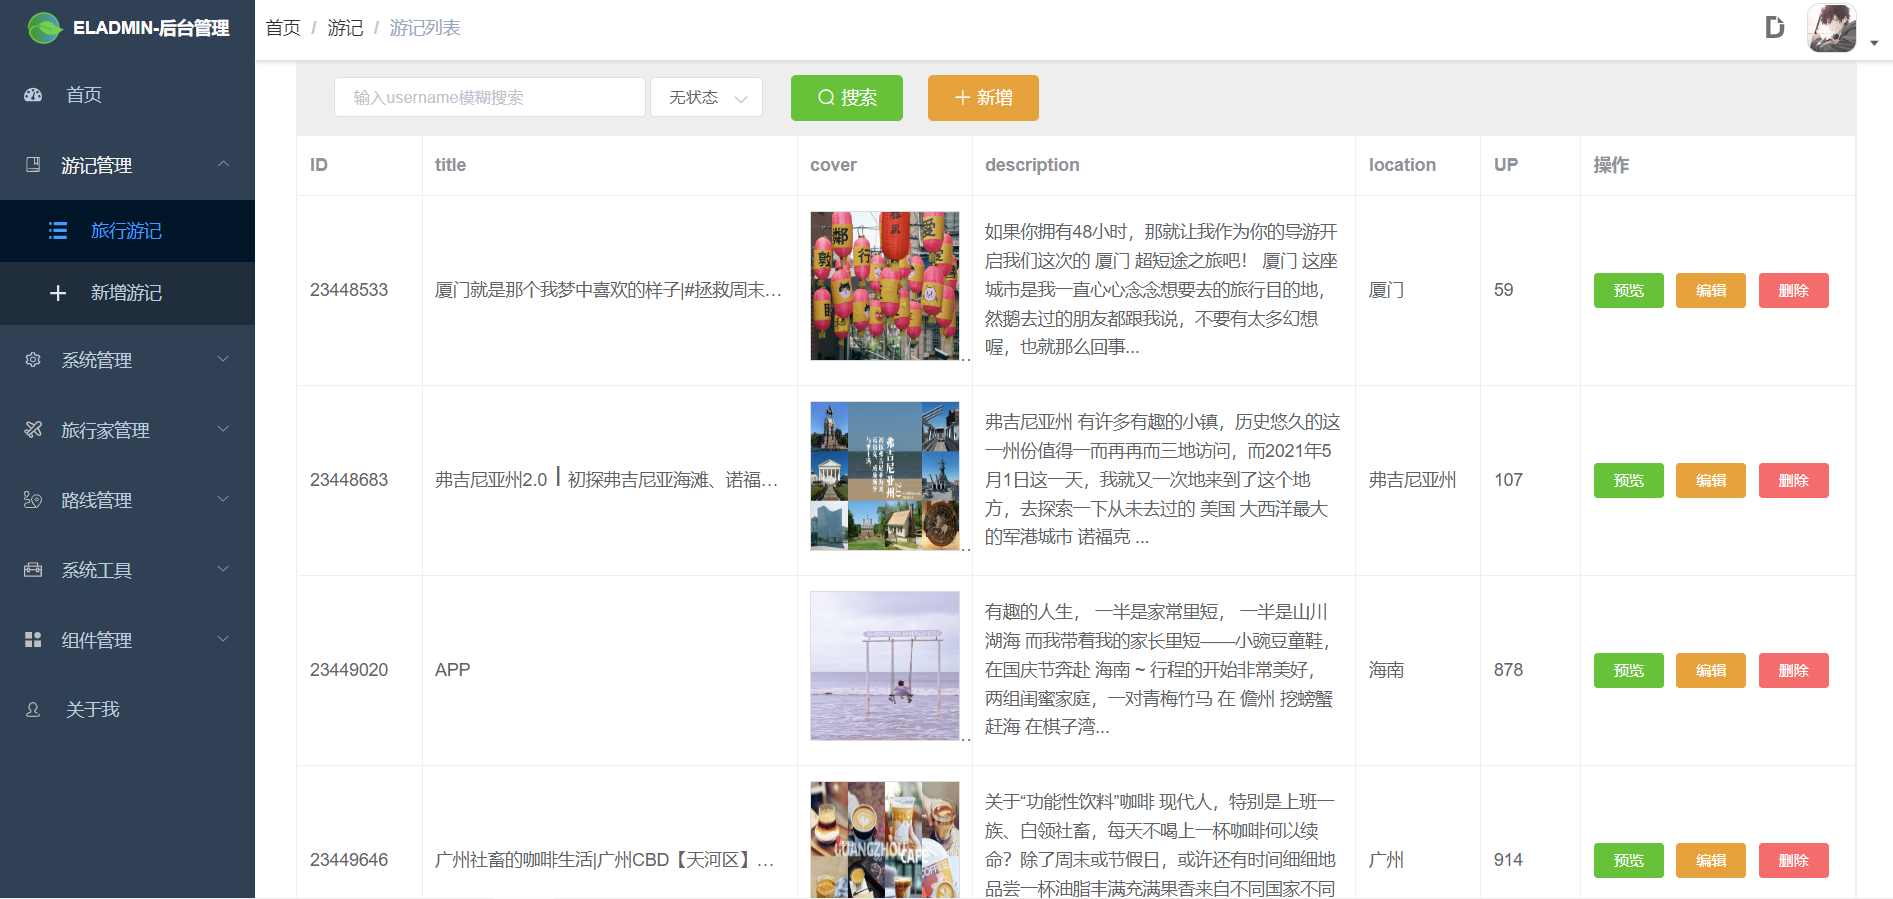 ELADMIN-后台管理
首页 / 游记 / 游记列表
首页
游记管理
旅行游记
新增游记
系统管理
旅行家管理
路线管理
系统工具
组件管理
关于我
输入username模糊搜索
无状态
搜索
新增
ID title cover description location UP 操作
23448533
厦门就是那个我梦中喜欢的样子|#拯救周末...
如果你拥有48小时，那就让我作为你的导游开
启我们这次的 厦门 超短途之旅吧！ 厦门 这座
城市是我一直心心念念想要去的旅行目的地，
然鹅去过的朋友都跟我说，不要有太多幻想
喔，也就那么回事...
厦门
59
预览 编辑 删除
23448683
弗吉尼亚州2.0丨初探弗吉尼亚海滩、诺福...
弗吉尼亚州
2.0
弗吉尼亚州 有许多有趣的小镇，历史悠久的这
一州份值得一而再再而三地访问，而2021年5
月1日这一天，我就又一次地来到了这个地
方，去探索一下从未去过的 美国 大西洋最大
的军港城市 诺福克 ...
弗吉尼亚州
107
预览 编辑 删除
23449020
APP
有趣的人生， 一半是家常里短， 一半是山川
湖海 而我带着我的家长里短——小豌豆童鞋，
在国庆节奔赴 海南 ~ 行程的开始非常美好，
两组闺蜜家庭，一对青梅竹马 在 儋州 挖螃蟹
赶海 在棋子湾...
海南
878
预览 编辑 删除
23449646
广州社畜的咖啡生活|广州CBD【天河区】...
GUANGZHOU
CAFE
关于“功能性饮料”咖啡 现代人，特别是上班一
族、白领社畜，每天不喝上一杯咖啡何以续
命？除了周末或节假日，或许还有时间细细地
品尝一杯油脂丰满充满果香来自不同国家不同
广州
914
预览 编辑 删除